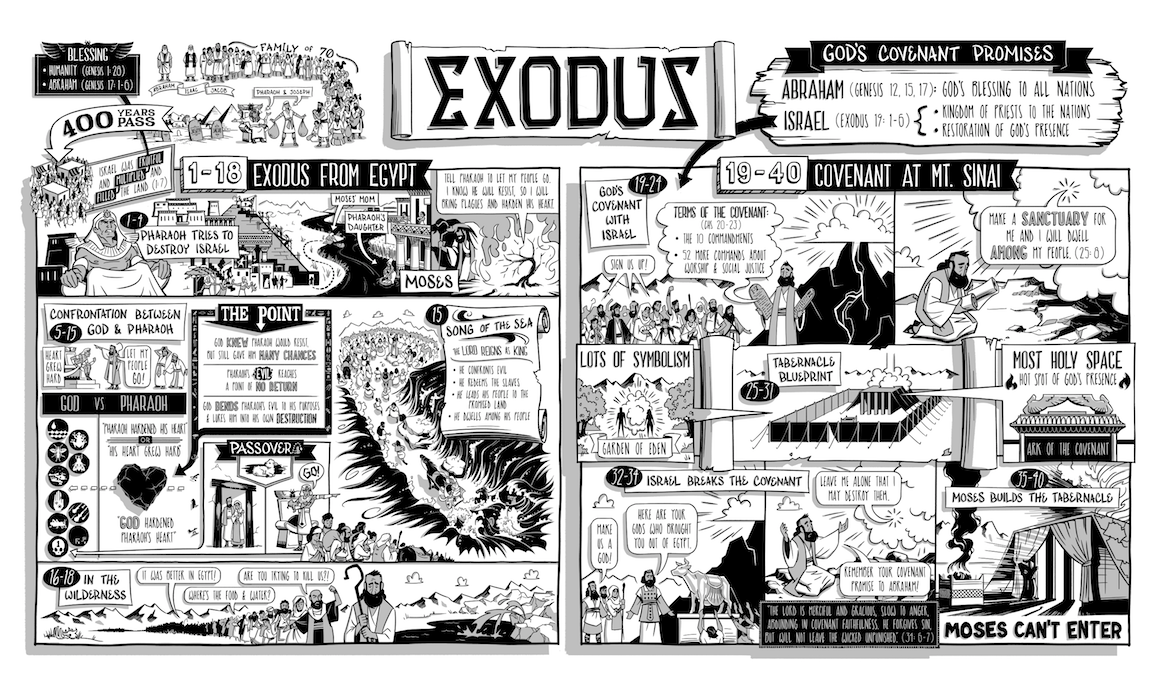 BLESSING
• HUMANITY (GENESIS 1:28)
• ABRAHAM (GENESIS 17:1-6)
FAMILY OF 70
ABRAHAM
ISAAC
JACOB
PHARAOH & JOSEPH
400 YEARS PASS
ISRAEL WAS FRUITFUL
AND MULTIPLIED AND
FILLED THE LAND (1:7)
EXODUS
GOD'S COVENANT PROMISES
ABRAHAM (GENESIS 12, 15, 17): GOD'S BLESSING TO ALL NATIONS
ISRAEL (EXODUS 19:1-6)
• KINGDOM OF PRIESTS TO THE NATIONS
• RESTORATION OF GOD'S PRESENCE
1-18 EXODUS FROM EGYPT
1-4
PHARAOH TRIES TO
DESTROY ISRAEL
MOSES' MOM
PHARAOH'S
DAUGHTER
MOSES
TELL PHARAOH TO LET MY PEOPLE GO.
I KNOW HE WILL RESIST, SO I WILL
BRING PLAGUES AND HARDEN HIS HEART.
CONFRONTATION BETWEEN
5-15 GOD & PHARAOH
HEART
GREW
HARD
LET MY
PEOPLE
GO!
GOD VS PHARAOH
"PHARAOH HARDENED HIS HEART"
OR
"HIS HEART GREW HARD"
"GOD HARDENED
PHARAOH'S HEART"
THE POINT
GOD KNEW PHARAOH WOULD RESIST,
BUT STILL GAVE HIM MANY CHANCES
PHARAOH'S EVIL REACHES
A POINT OF NO RETURN
GOD BENDS PHARAOH'S EVIL TO HIS PURPOSES
& LURES HIM INTO HIS OWN DESTRUCTION
PASSOVER
GO!
15
SONG OF THE SEA
THE LORD REIGNS AS KING
• HE CONFRONTS EVIL
• HE REDEEMS THE SLAVES
• HE LEADS HIS PEOPLE TO THE
PROMISED LAND
• HE DWELLS AMONG HIS PEOPLE
16-18 IN THE
WILDERNESS
IT WAS BETTER IN EGYPT!
WHERE'S THE FOOD & WATER?
ARE YOU TRYING TO KILL US?!
19-40 COVENANT AT MT. SINAI
19-24
GOD'S
COVENANT
WITH
ISRAEL
SIGN US UP!
TERMS OF THE COVENANT:
(CHS 20-23)
• THE 10 COMMANDMENTS
• 52 MORE COMMANDS ABOUT
WORSHIP & SOCIAL JUSTICE
MAKE A SANCTUARY FOR
ME AND I WILL DWELL
AMONG MY PEOPLE. (25:8)
LOTS OF SYMBOLISM
GARDEN OF EDEN
TABERNACLE
BLUEPRINT
25-31
MOST HOLY SPACE
HOT SPOT OF GOD'S PRESENCE
ARK OF THE COVENANT
32-34 ISRAEL BREAKS THE COVENANT
MAKE
US A
GOD!
HERE ARE YOUR
GODS WHO BROUGHT
YOU OUT OF EGYPT.
LEAVE ME ALONE THAT I
MAY DESTROY THEM.
REMEMBER YOUR COVENANT
PROMISE TO ABRAHAM!
"THE LORD IS MERCIFUL AND GRACIOUS, SLOW TO ANGER,
ABOUNDING IN COVENANT FAITHFULNESS. HE FORGIVES SIN,
BUT WILL NOT LEAVE THE WICKED UNPUNISHED." (34:6-7)
35-40
MOSES BUILDS THE TABERNACLE
MOSES CAN'T ENTER